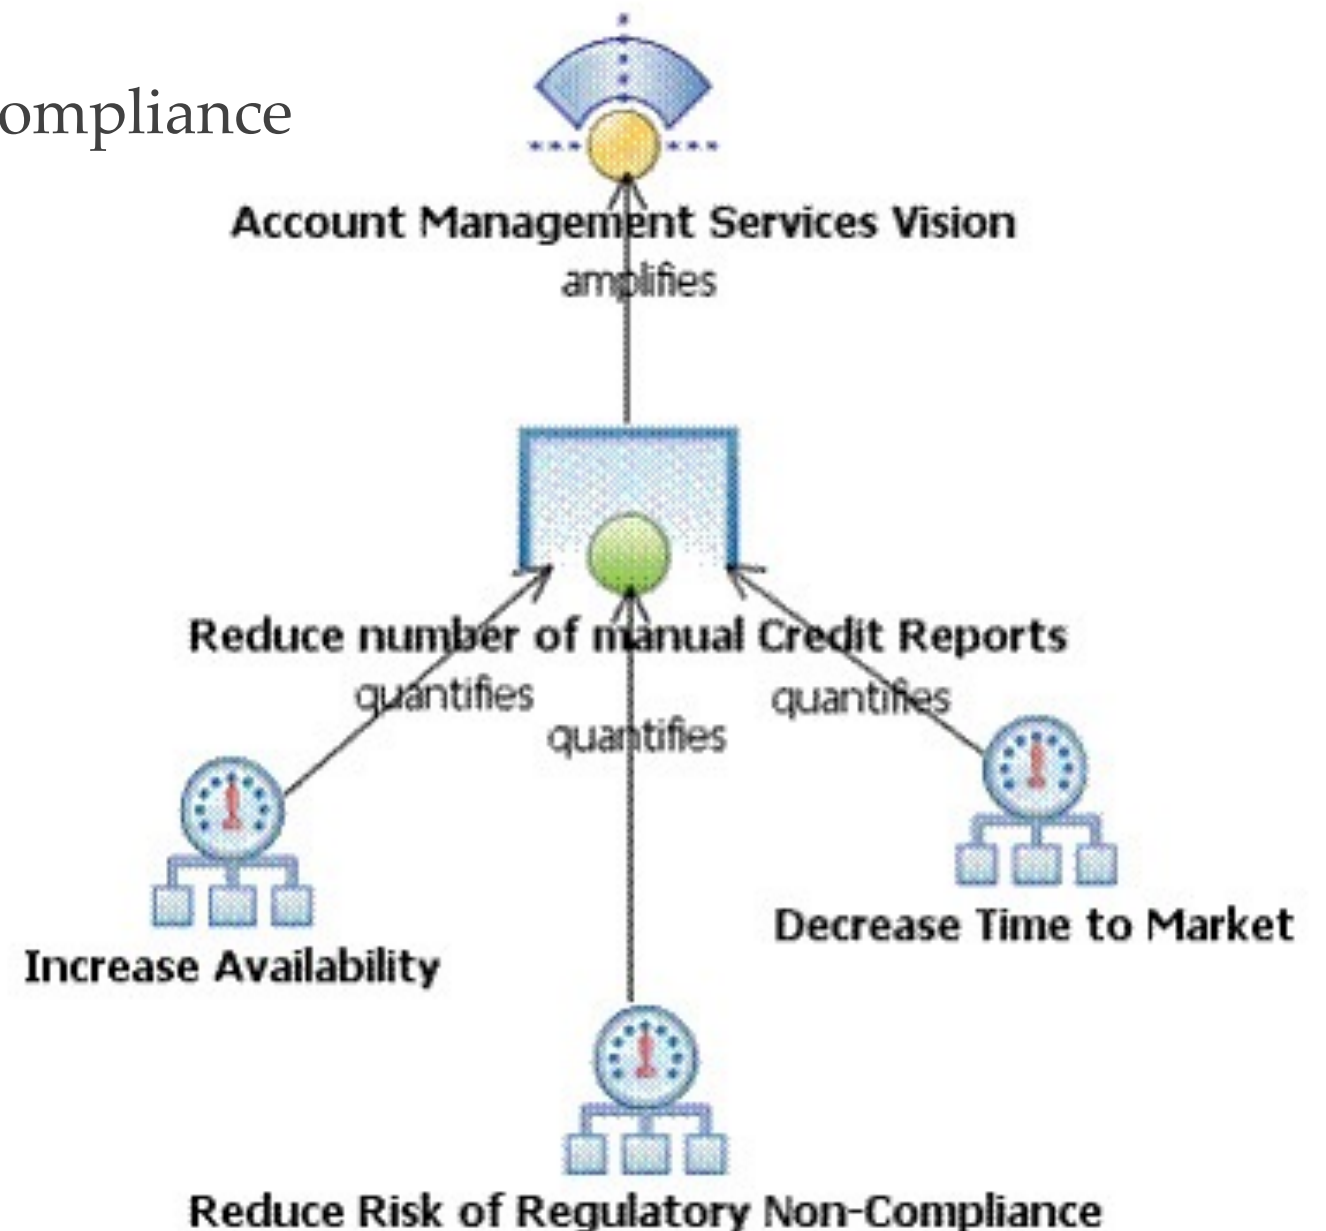 ompliance
Account Management Services Vision
amplifies
Reduce number of manual Credit Reports
quantifies
quantifies
quantifies
Increase Availability
Decrease Time to Market
Reduce Risk of Regulatory Non-Compliance